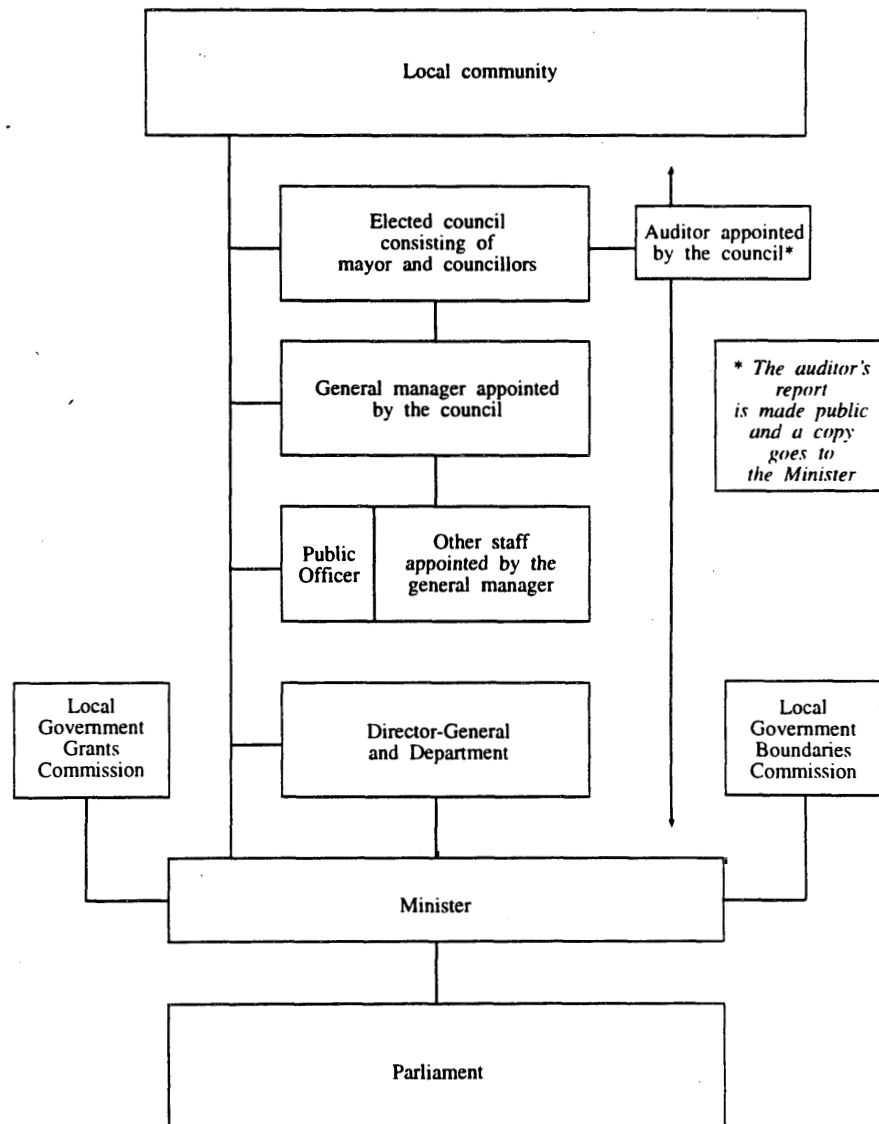 Local community
Elected council
consisting of
mayor and councillors
Auditor appointed
by the council*
General manager appointed
by the council
* The auditor's
report
is made public
and a copy
goes to
the Minister
Public
Officer
Other staff
appointed by the
general manager
Local
Government
Grants
Commission
Director-General
and Department
Local
Government
Boundaries
Commission
Minister
Parliament